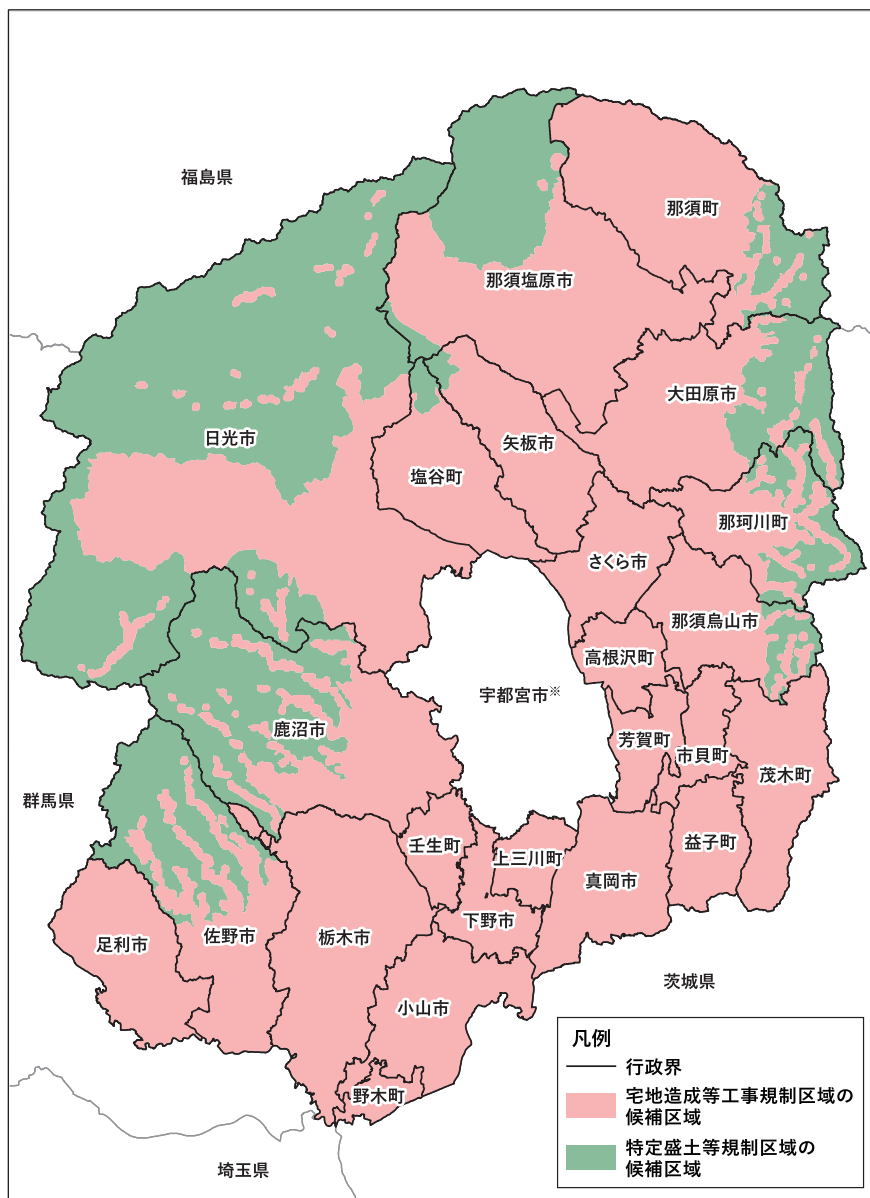 福島県
那須町
那須塩原市
大田原市
日光市
矢板市
塩谷町
那珂川町
さくら市
那須烏山市
高根沢町
宇都宮市※
鹿沼市
芳賀町
市貝町
茂木町
群馬県
壬生町
上三川町
益子町
真岡市
下野市
佐野市
栃木市
足利市
茨城県
小山市
野木町
埼玉県
凡例
行政界
宅地造成等工事規制区域の
候補区域
特定盛土等規制区域の
候補区域